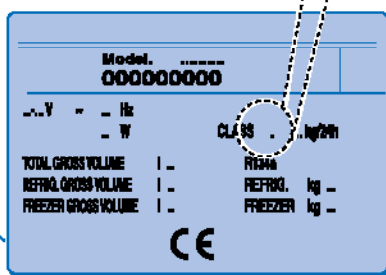 Model. .......
000000000
...-...V ~ ... Hz
... W CLASS . . kg/24h
TOTAL GROSS VOLUME l ... R134a
REFRIG. GROSS VOLUME l ... REFRIG. kg ...
FREEZER GROSS VOLUME l ... FREEZER kg ...
CE